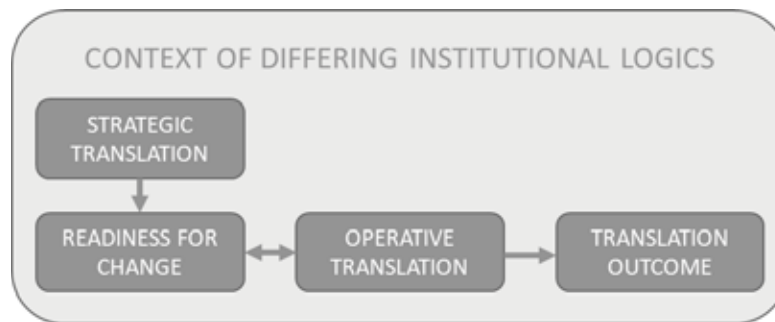 CONTEXT OF DIFFERING INSTITUTIONAL LOGICS
STRATEGIC
TRANSLATION
READINESS FOR
CHANGE
OPERATIVE
TRANSLATION
TRANSLATION
OUTCOME